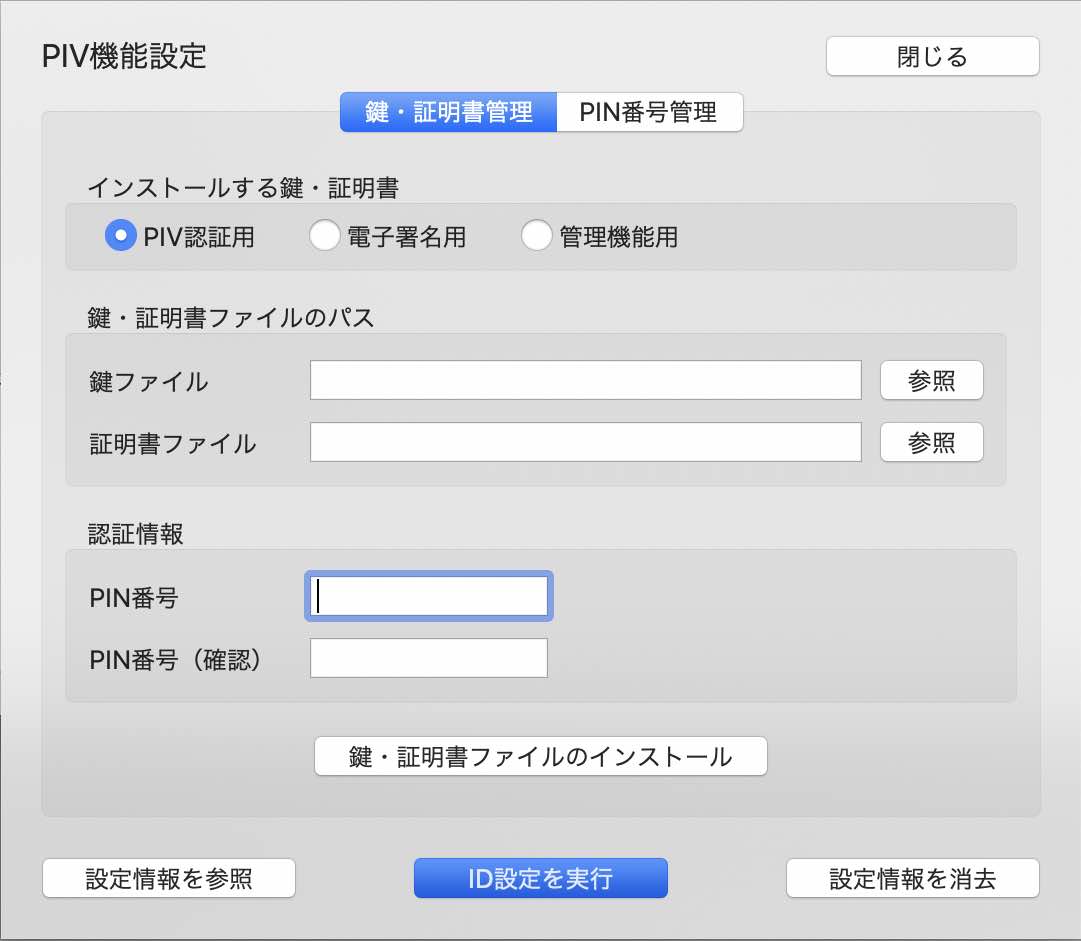 PIV機能設定
閉じる
鍵・証明書管理
PIN番号管理
インストールする鍵・証明書
PIV認証用
電子署名用
管理機能用
鍵・証明書ファイルのパス
鍵ファイル
参照
証明書ファイル
参照
認証情報
PIN番号
PIN番号（確認）
鍵・証明書ファイルのインストール
設定情報を参照
ID設定を実行
設定情報を消去